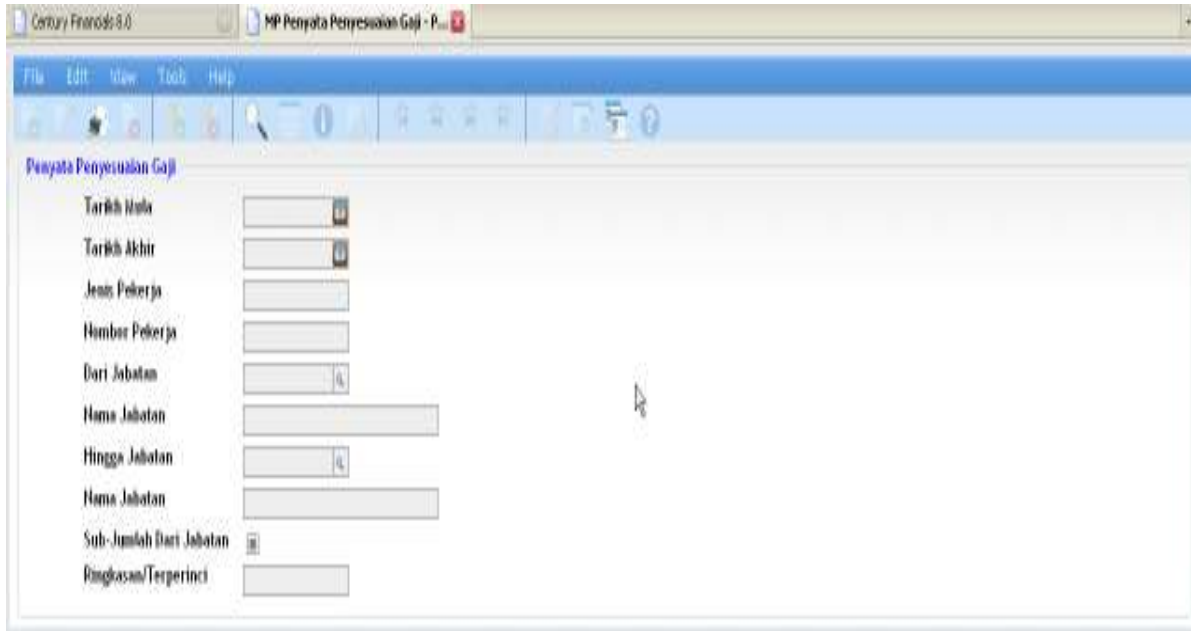 Century Financials 8.0 MP Penyata Penyesuaian Gaji - P...
File Edit View Tools Help
Penyata Penyesuaian Gaji
Tarikh Mula
Tarikh Akhir
Jenis Pekerja
Nombor Pekerja
Dari Jabatan
Nama Jabatan
Hingga Jabatan
Nama Jabatan
Sub-Jumlah Dari Jabatan
Ringkasan/Terperinci